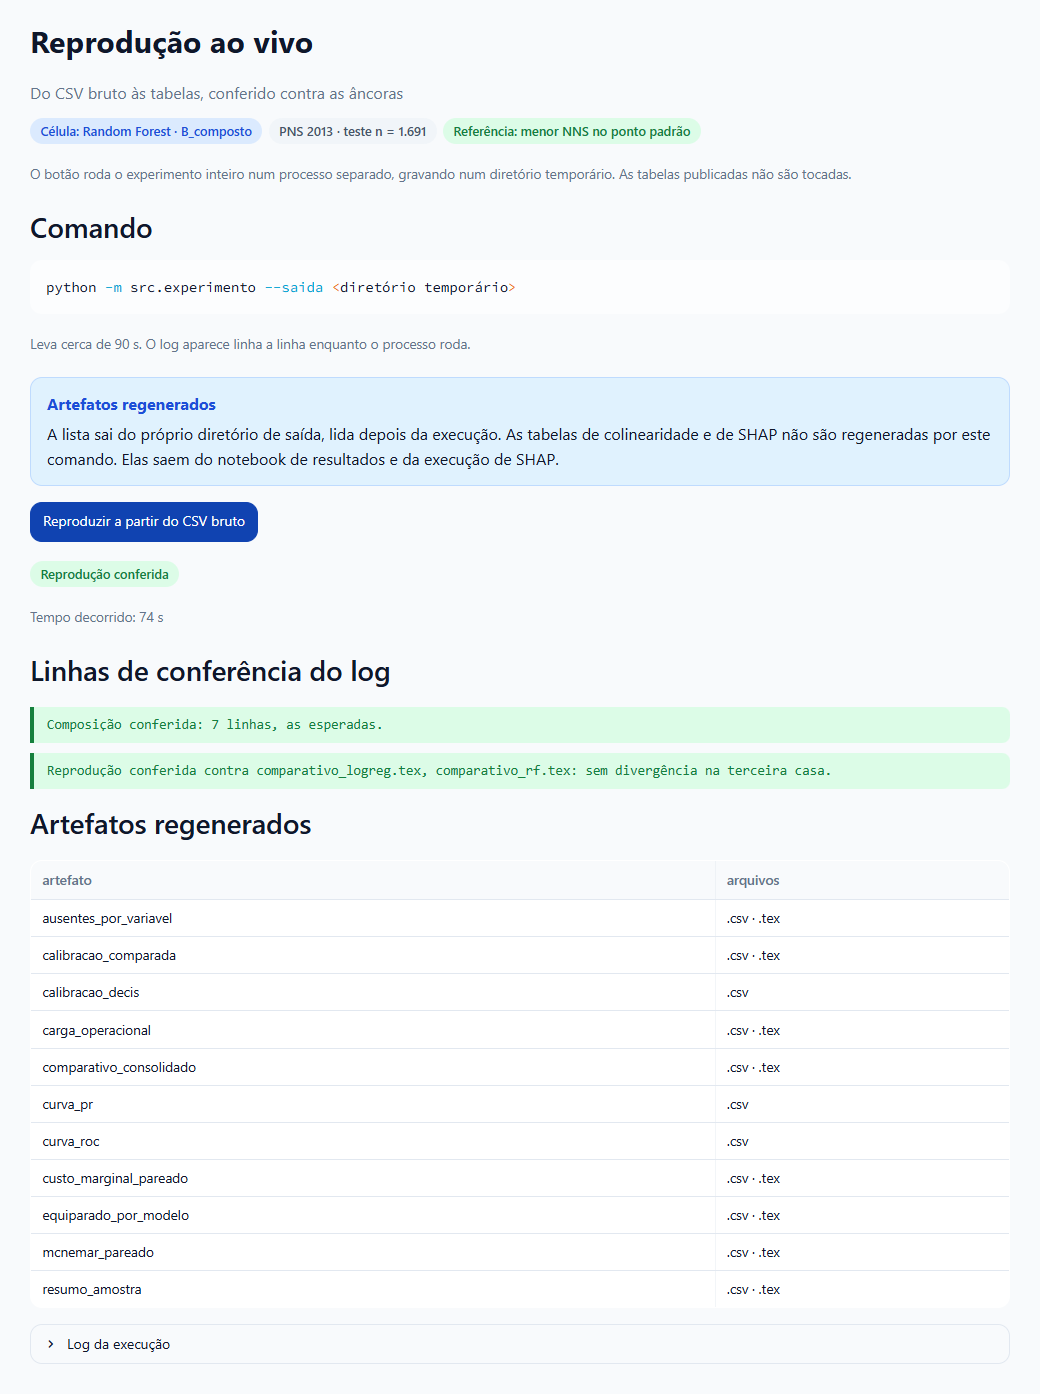 Reprodução ao vivo
Do CSV bruto às tabelas, conferido contra as âncoras
Célula: Random Forest · B_composto PNS 2013 · teste n = 1.691 Referência: menor NNS no ponto padrão
O botão roda o experimento inteiro num processo separado, gravando num diretório temporário. As tabelas publicadas não são tocadas.
Comando
python -m src.experimento --saida <diretório temporário>
Leva cerca de 90 s. O log aparece linha a linha enquanto o processo roda.
Artefatos regenerados
A lista sai do próprio diretório de saída, lida depois da execução. As tabelas de colinearidade e de SHAP não são regeneradas por este
comando. Elas saem do notebook de resultados e da execução de SHAP.
Reproduzir a partir do CSV bruto
Reprodução conferida
Tempo decorrido: 74 s
Linhas de conferência do log
Composição conferida: 7 linhas, as esperadas.
Reprodução conferida contra comparativo_logreg.tex, comparativo_rf.tex: sem divergência na terceira casa.
Artefatos regenerados
artefato arquivos
ausentes_por_variavel .csv · .tex
calibracao_comparada .csv · .tex
calibracao_decis .csv
carga_operacional .csv · .tex
comparativo_consolidado .csv · .tex
curva_pr .csv
curva_roc .csv
custo_marginal_pareado .csv · .tex
equiparado_por_modelo .csv · .tex
mcnemar_pareado .csv · .tex
resumo_amostra .csv · .tex
Log da execução